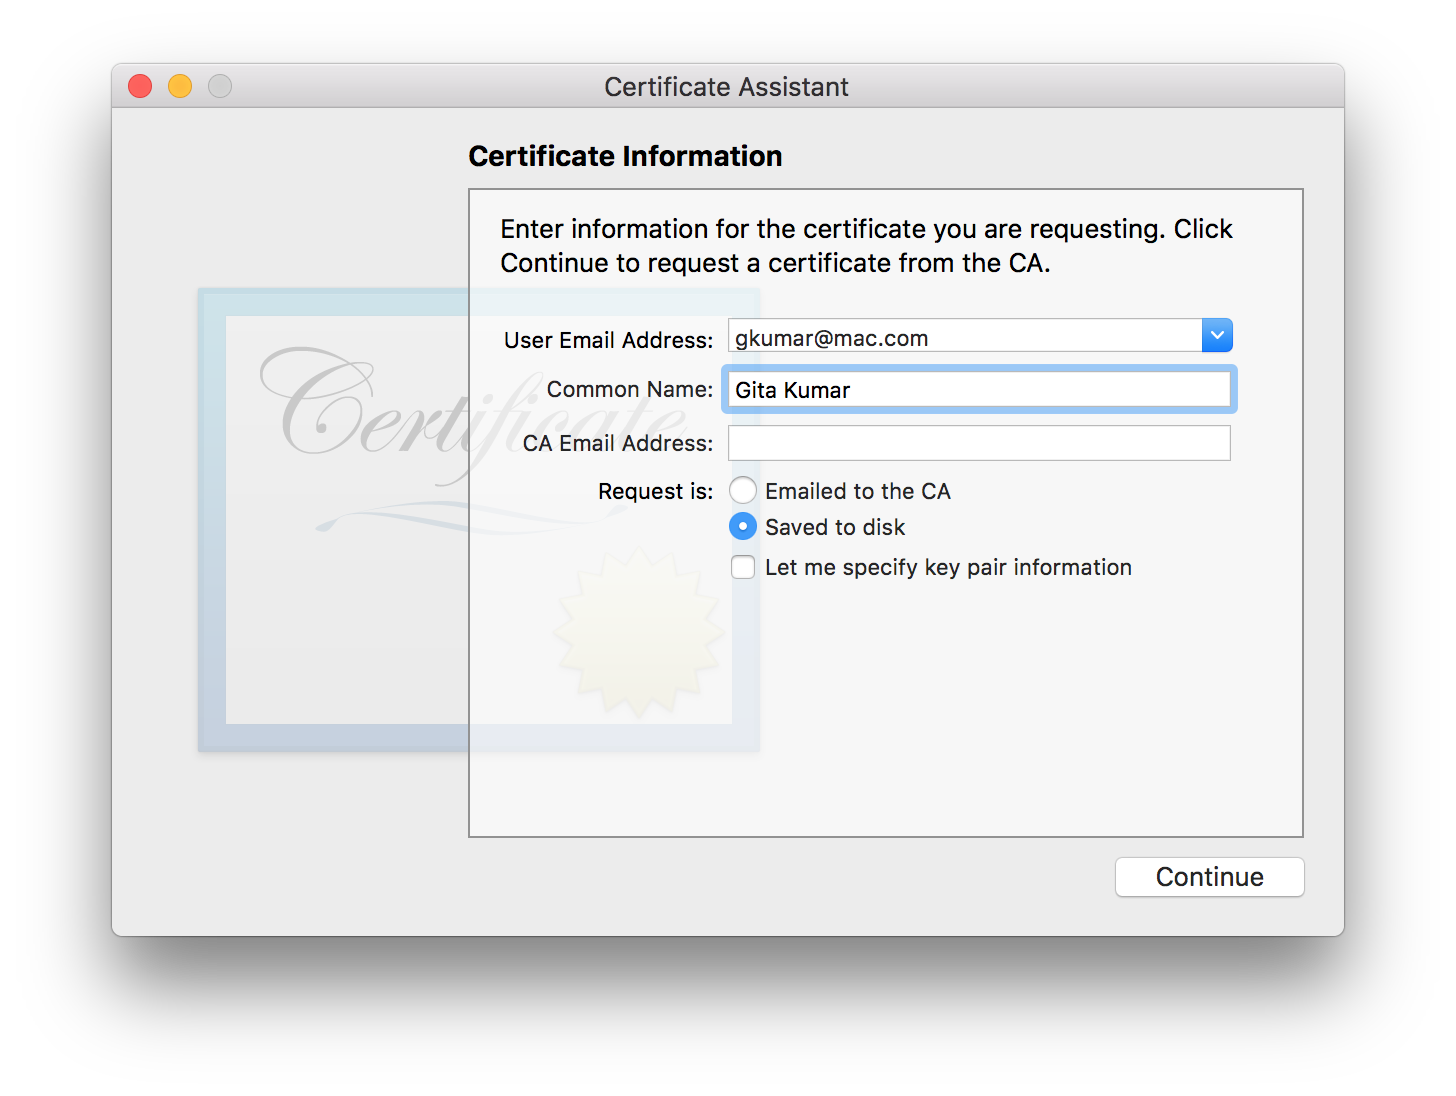 Certificate Assistant
Certificate Information
Enter information for the certificate you are requesting. Click
Continue to request a certificate from the CA.
User Email Address: gkumar@mac.com
Common Name: Gita Kumar
Certificate
CA Email Address:
Request is: Emailed to the CA
Saved to disk
Let me specify key pair information
Continue